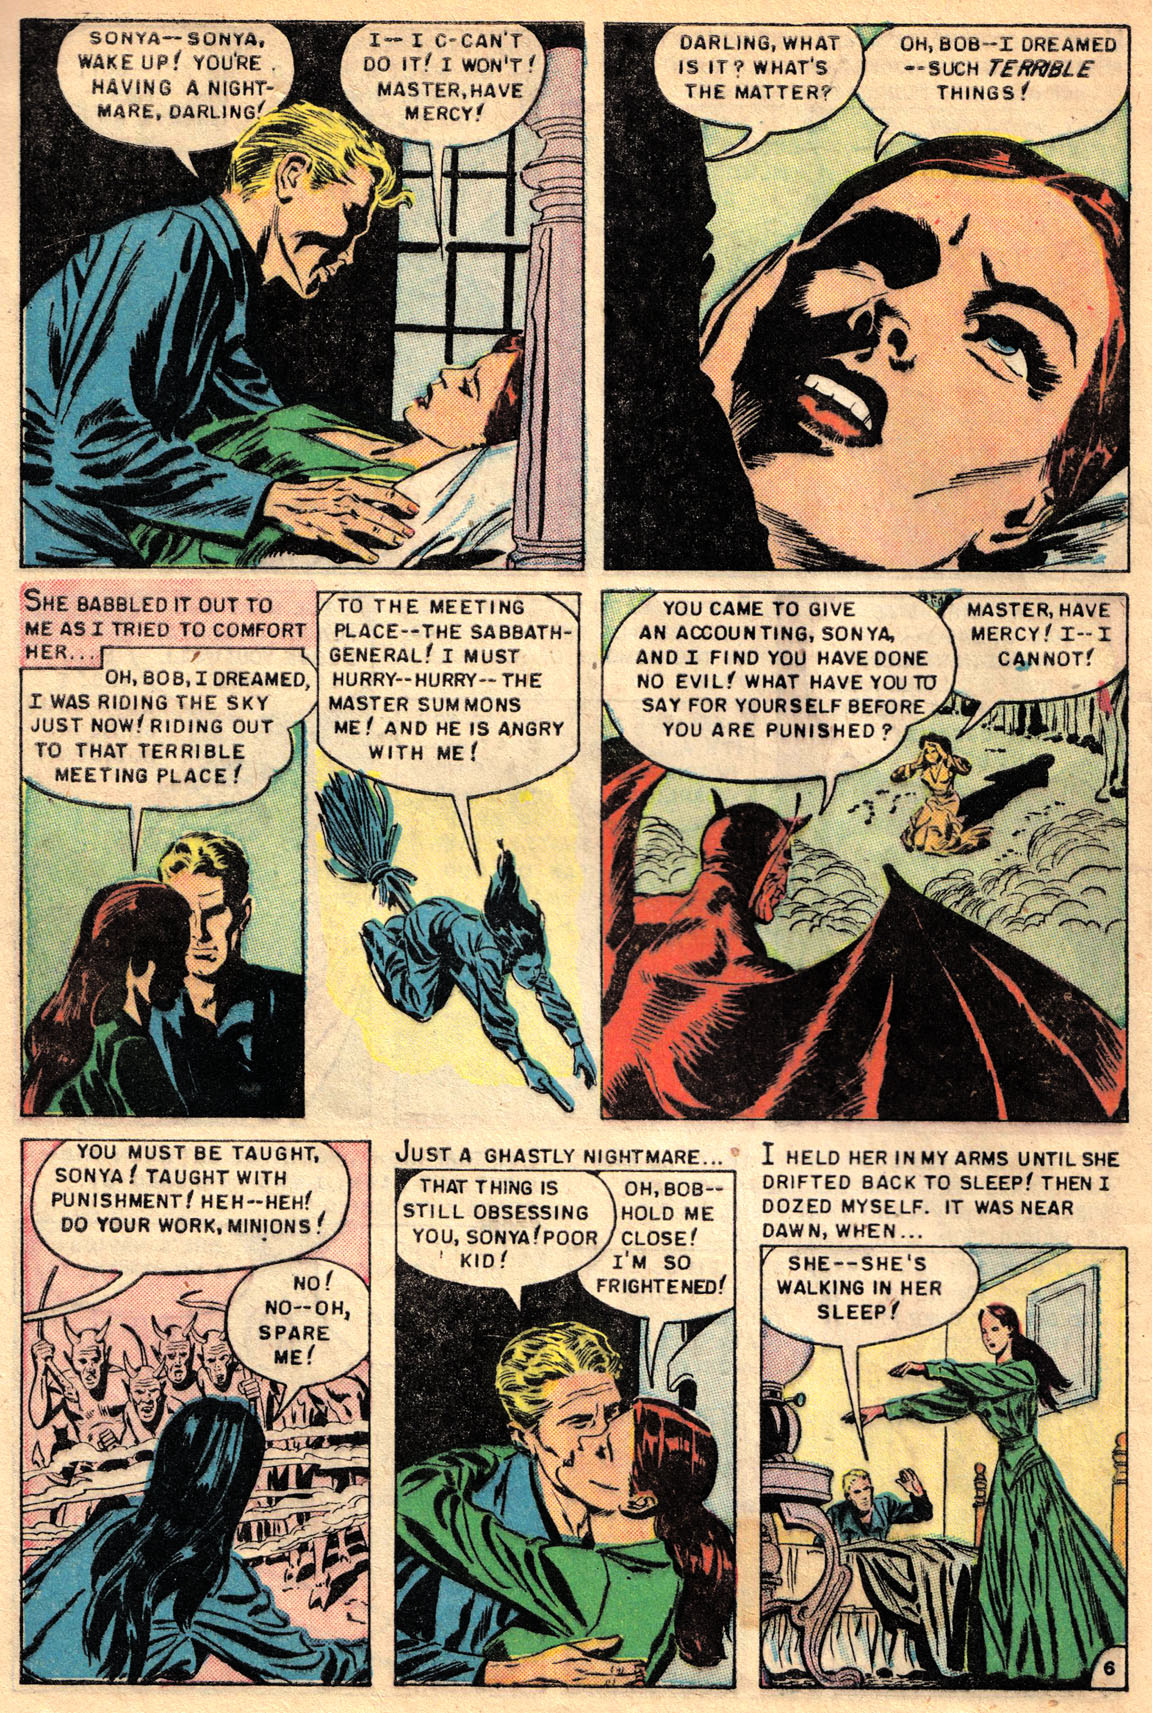 SONYA--SONYA,
WAKE UP! YOU'RE
HAVING A NIGHT-
MARE, DARLING!
I--I C-CAN'T
DO IT! I WON'T!
MASTER, HAVE
MERCY!
DARLING, WHAT
IS IT? WHAT'S
THE MATTER?
OH, BOB--I DREAMED
--SUCH TERRIBLE
THINGS!
SHE BABBLED IT OUT TO
ME AS I TRIED TO COMFORT
HER...
OH, BOB, I DREAMED,
I WAS RIDING THE SKY
JUST NOW! RIDING OUT
TO THAT TERRIBLE
MEETING PLACE!
TO THE MEETING
PLACE--THE SABBATH-
GENERAL! I MUST
HURRY--HURRY--THE
MASTER SUMMONS
ME! AND HE IS ANGRY
WITH ME!
YOU CAME TO GIVE
AN ACCOUNTING, SONYA,
AND I FIND YOU HAVE DONE
NO EVIL! WHAT HAVE YOU TO
SAY FOR YOURSELF BEFORE
YOU ARE PUNISHED?
MASTER, HAVE
MERCY! I--I
CANNOT!
YOU MUST BE TAUGHT,
SONYA! TAUGHT WITH
PUNISHMENT! HEH--HEH!
DO YOUR WORK, MINIONS!
NO!
NO--OH,
SPARE
ME!
JUST A GHASTLY NIGHTMARE...
THAT THING IS
STILL OBSESSING
YOU, SONYA! POOR
KID!
OH, BOB--
HOLD ME
CLOSE!
I'M SO
FRIGHTENED!
I HELD HER IN MY ARMS UNTIL SHE
DRIFTED BACK TO SLEEP! THEN I
DOZED MYSELF. IT WAS NEAR
DAWN, WHEN...
SHE--SHE'S
WALKING IN HER
SLEEP!
6